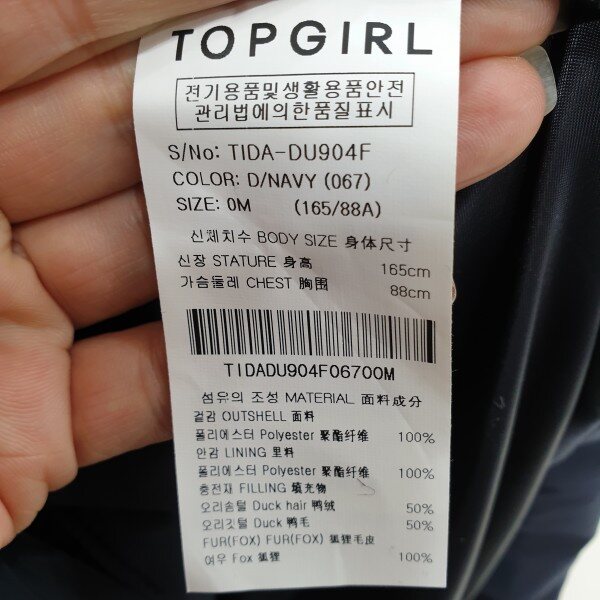 TOPGIRL
전기용품및생활용품안전
관리법에의한품질표시
S/No: TIDA-DU904F
COLOR: D/NAVY (067)
SIZE: 0M (165/88A)
신체치수 BODY SIZE 身体尺寸
신장 STATURE 身高 165cm
가슴둘레 CHEST 胸围 88cm
TIDADU904F06700M
섬유의 조성 MATERIAL 面料成分
겉감 OUTSHELL 面料
폴리에스터 Polyester 聚酯纤维 100%
안감 LINING 里料
폴리에스터 Polyester 聚酯纤维 100%
충전재 FILLING 填充物
오리솜털 Duck hair 鸭绒 50%
오리깃털 Duck 鸭毛 50%
FUR(FOX) FUR(FOX) 狐狸毛皮
여우 Fox 狐狸 100%